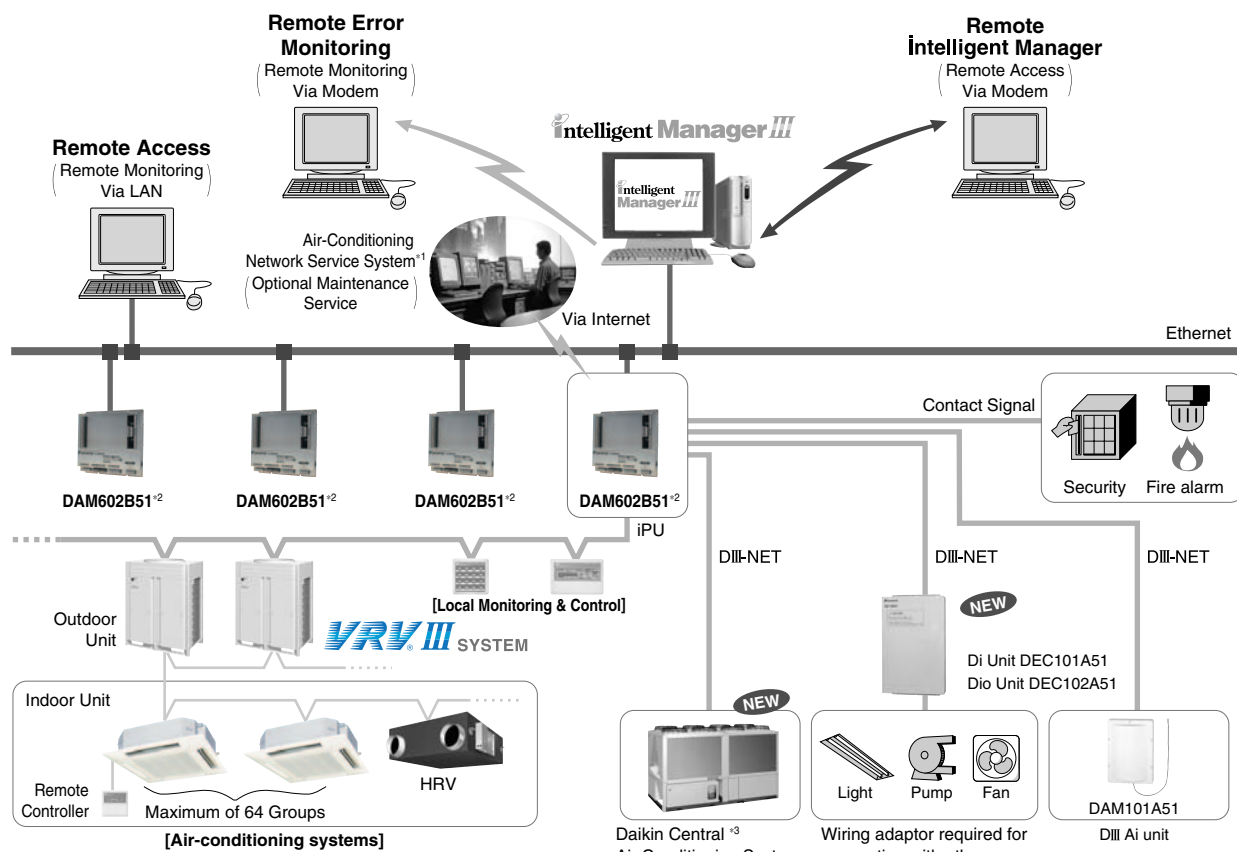 Remote Error
Monitoring
(Remote Monitoring
Via Modem)
Remote
Intelligent Manager
(Remote Access
Via Modem)
intelligent Manager III
Remote Access
(Remote Monitoring
Via LAN)
intelligent
Manager III
Air-Conditioning
Network Service System*1
(Optional Maintenance
Service)
Via Internet
Ethernet
Contact Signal
Security
Fire alarm
DAM602B51*2
DAM602B51*2
DAM602B51*2
DAM602B51*2
iPU
DIII-NET
DIII-NET
DIII-NET
[Local Monitoring & Control]
Outdoor
Unit
VRV® III SYSTEM
NEW
Di Unit DEC101A51
Dio Unit DEC102A51
Indoor Unit
NEW
Remote
Controller
Maximum of 64 Groups
HRV
Light
Pump
Fan
DAM101A51
[Air-conditioning systems]
Daikin Central *3
Wiring adaptor required for
DIII Ai unit